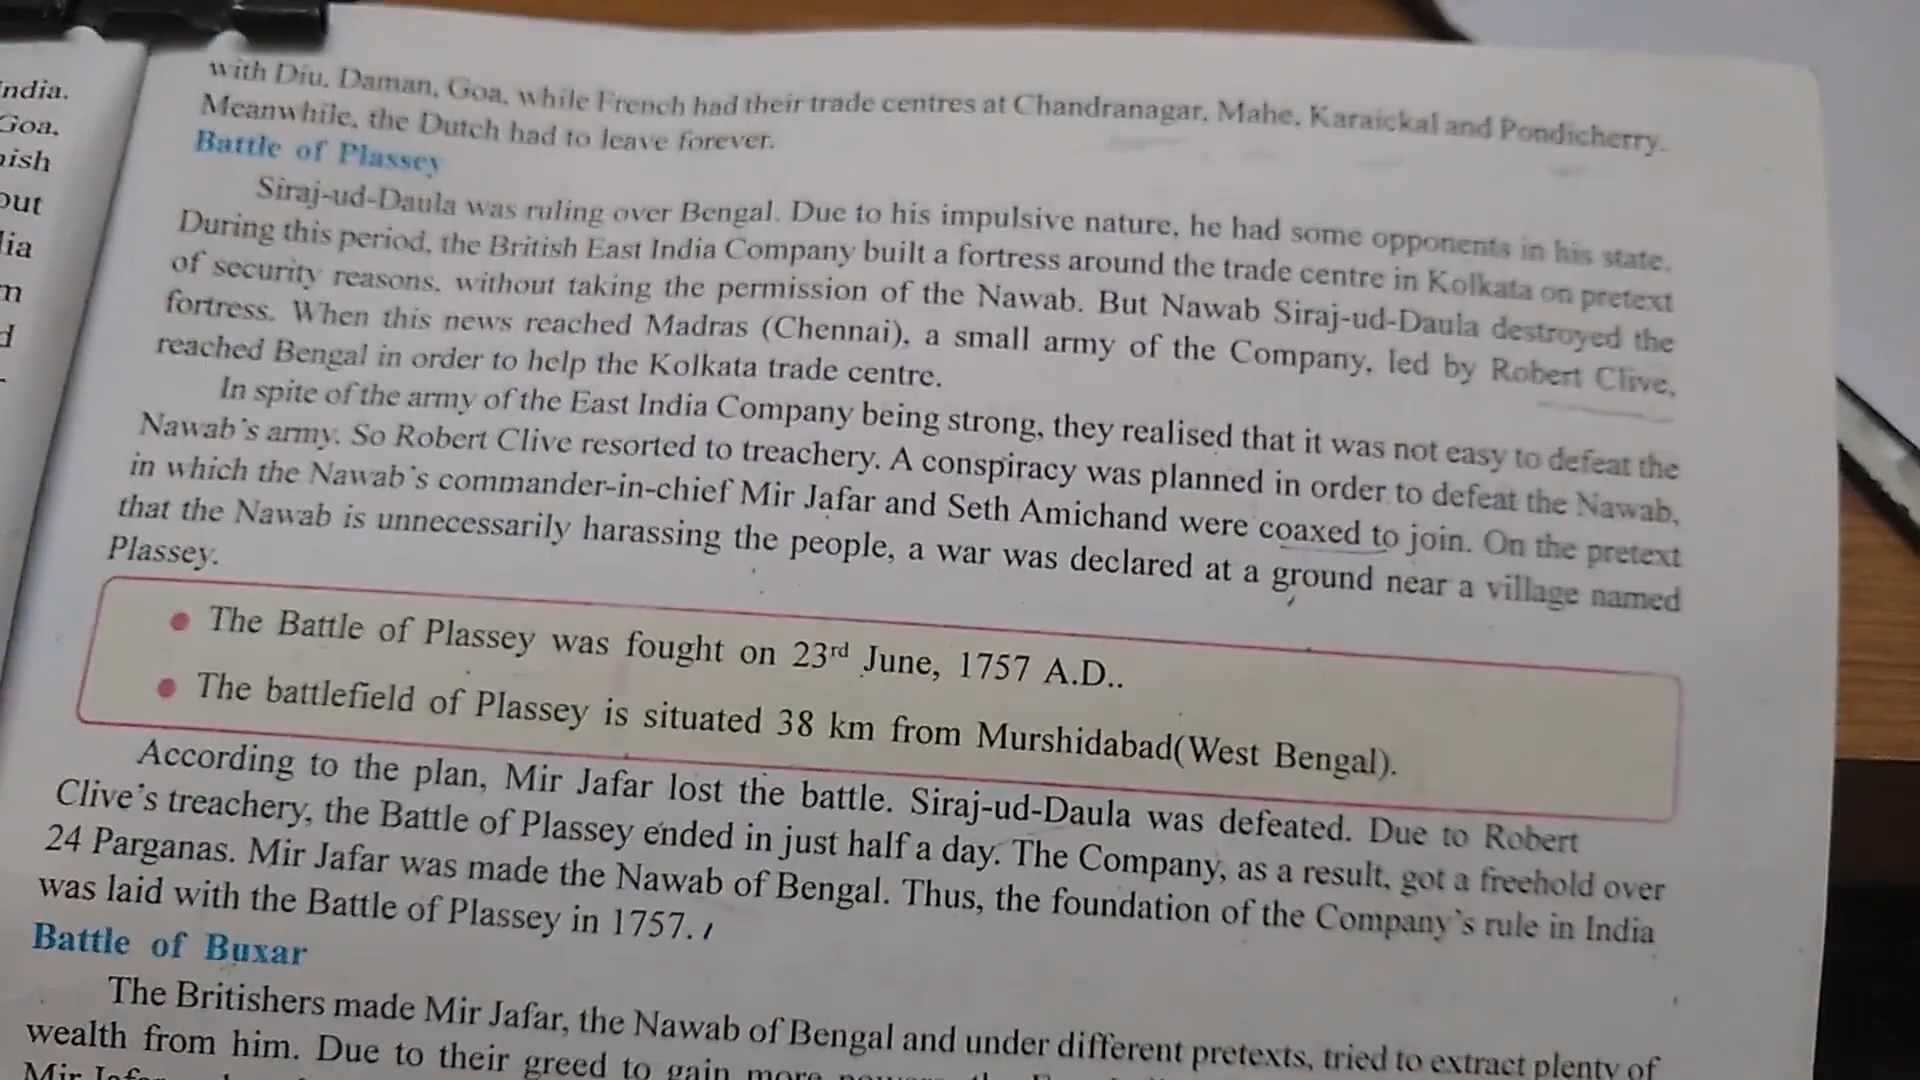 ndia.
Goa,
nish
out
lia
m
d
with Diu, Daman, Goa, while French had their trade centres at Chandranagar, Mahe, Karaickal and Pondicherry.
Meanwhile, the Dutch had to leave forever.
Battle of Plassey
Siraj-ud-Daula was ruling over Bengal. Due to his impulsive nature, he had some opponents in his state.
During this period, the British East India Company built a fortress around the trade centre in Kolkata on pretext
of security reasons, without taking the permission of the Nawab. But Nawab Siraj-ud-Daula destroyed the
fortress. When this news reached Madras (Chennai), a small army of the Company, led by Robert Clive,
reached Bengal in order to help the Kolkata trade centre.
In spite of the army of the East India Company being strong, they realised that it was not easy to defeat the
Nawab's army. So Robert Clive resorted to treachery. A conspiracy was planned in order to defeat the Nawab,
in which the Nawab's commander-in-chief Mir Jafar and Seth Amichand were coaxed to join. On the pretext
that the Nawab is unnecessarily harassing the people, a war was declared at a ground near a village named
Plassey.
• The Battle of Plassey was fought on 23rd June, 1757 A.D..
• The battlefield of Plassey is situated 38 km from Murshidabad(West Bengal).
According to the plan, Mir Jafar lost the battle. Siraj-ud-Daula was defeated. Due to Robert
Clive's treachery, the Battle of Plassey ended in just half a day. The Company, as a result, got a freehold over
24 Parganas. Mir Jafar was made the Nawab of Bengal. Thus, the foundation of the Company's rule in India
was laid with the Battle of Plassey in 1757.
Battle of Buxar
The Britishers made Mir Jafar, the Nawab of Bengal and under different pretexts, tried to extract plenty of
wealth from him. Due to their greed to gain more
Mir